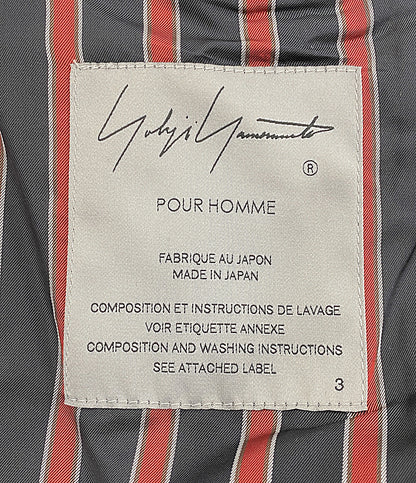 Yohji Yamamoto
®
POUR HOMME
FABRIQUE AU JAPON
MADE IN JAPAN
COMPOSITION ET INSTRUCTIONS DE LAVAGE
VOIR ETIQUETTE ANNEXE
COMPOSITION AND WASHING INSTRUCTIONS
SEE ATTACHED LABEL
3